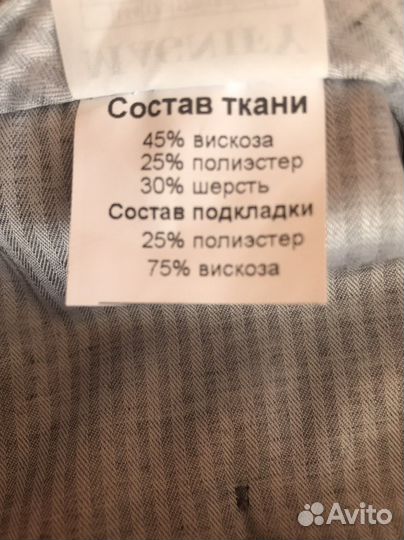 Состав ткани
45% вискоза
25% полиэстер
30% шерсть
Состав подкладки
25% полиэстер
75% вискоза
Avito